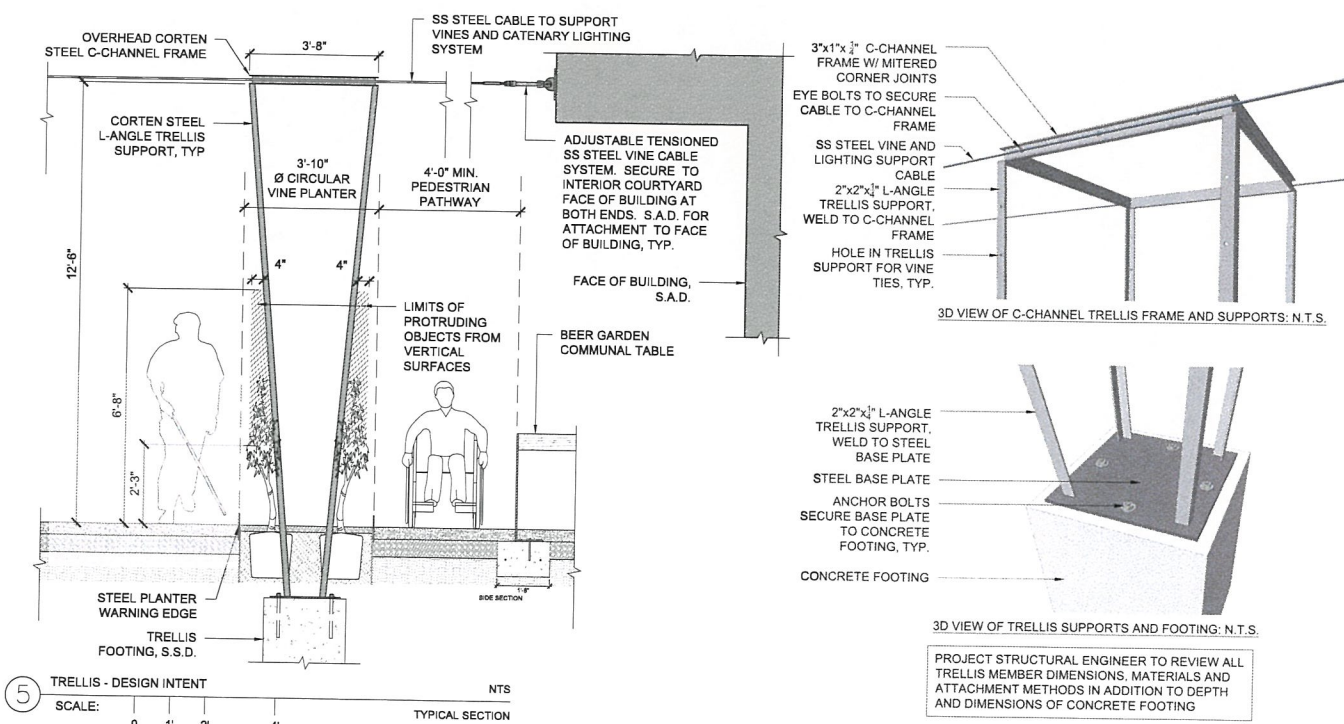 OVERHEAD CORTEN
STEEL C-CHANNEL FRAME
3'-8"
SS STEEL CABLE TO SUPPORT
VINES AND CATENARY LIGHTING
SYSTEM
CORTEN STEEL
L-ANGLE TRELLIS
SUPPORT, TYP
3'-10"
Ø CIRCULAR
VINE PLANTER
4'-0" MIN.
PEDESTRIAN
PATHWAY
ADJUSTABLE TENSIONED
SS STEEL VINE CABLE
SYSTEM. SECURE TO
INTERIOR COURTYARD
FACE OF BUILDING AT
BOTH ENDS. S.A.D. FOR
ATTACHMENT TO FACE
OF BUILDING, TYP.
12'-6"
4"
4"
FACE OF BUILDING,
S.A.D.
LIMITS OF
PROTRUDING
OBJECTS FROM
VERTICAL
SURFACES
BEER GARDEN
COMMUNAL TABLE
6'-8"
2'-3"
STEEL PLANTER
WARNING EDGE
1'-8"
SIDE SECTION
TRELLIS
FOOTING, S.S.D.
5
TRELLIS - DESIGN INTENT
NTS
SCALE:
0 1' 2' 4'
TYPICAL SECTION
3"x1"x¼" C-CHANNEL
FRAME W/ MITERED
CORNER JOINTS
EYE BOLTS TO SECURE
CABLE TO C-CHANNEL
FRAME
SS STEEL VINE AND
LIGHTING SUPPORT
CABLE
2"x2"x¼" L-ANGLE
TRELLIS SUPPORT,
WELD TO C-CHANNEL
FRAME
HOLE IN TRELLIS
SUPPORT FOR VINE
TIES, TYP.
3D VIEW OF C-CHANNEL TRELLIS FRAME AND SUPPORTS: N.T.S.
2"x2"x¼" L-ANGLE
TRELLIS SUPPORT,
WELD TO STEEL
BASE PLATE
STEEL BASE PLATE
ANCHOR BOLTS
SECURE BASE PLATE
TO CONCRETE
FOOTING, TYP.
CONCRETE FOOTING
3D VIEW OF TRELLIS SUPPORTS AND FOOTING: N.T.S.
PROJECT STRUCTURAL ENGINEER TO REVIEW ALL
TRELLIS MEMBER DIMENSIONS, MATERIALS AND
ATTACHMENT METHODS IN ADDITION TO DEPTH
AND DIMENSIONS OF CONCRETE FOOTING